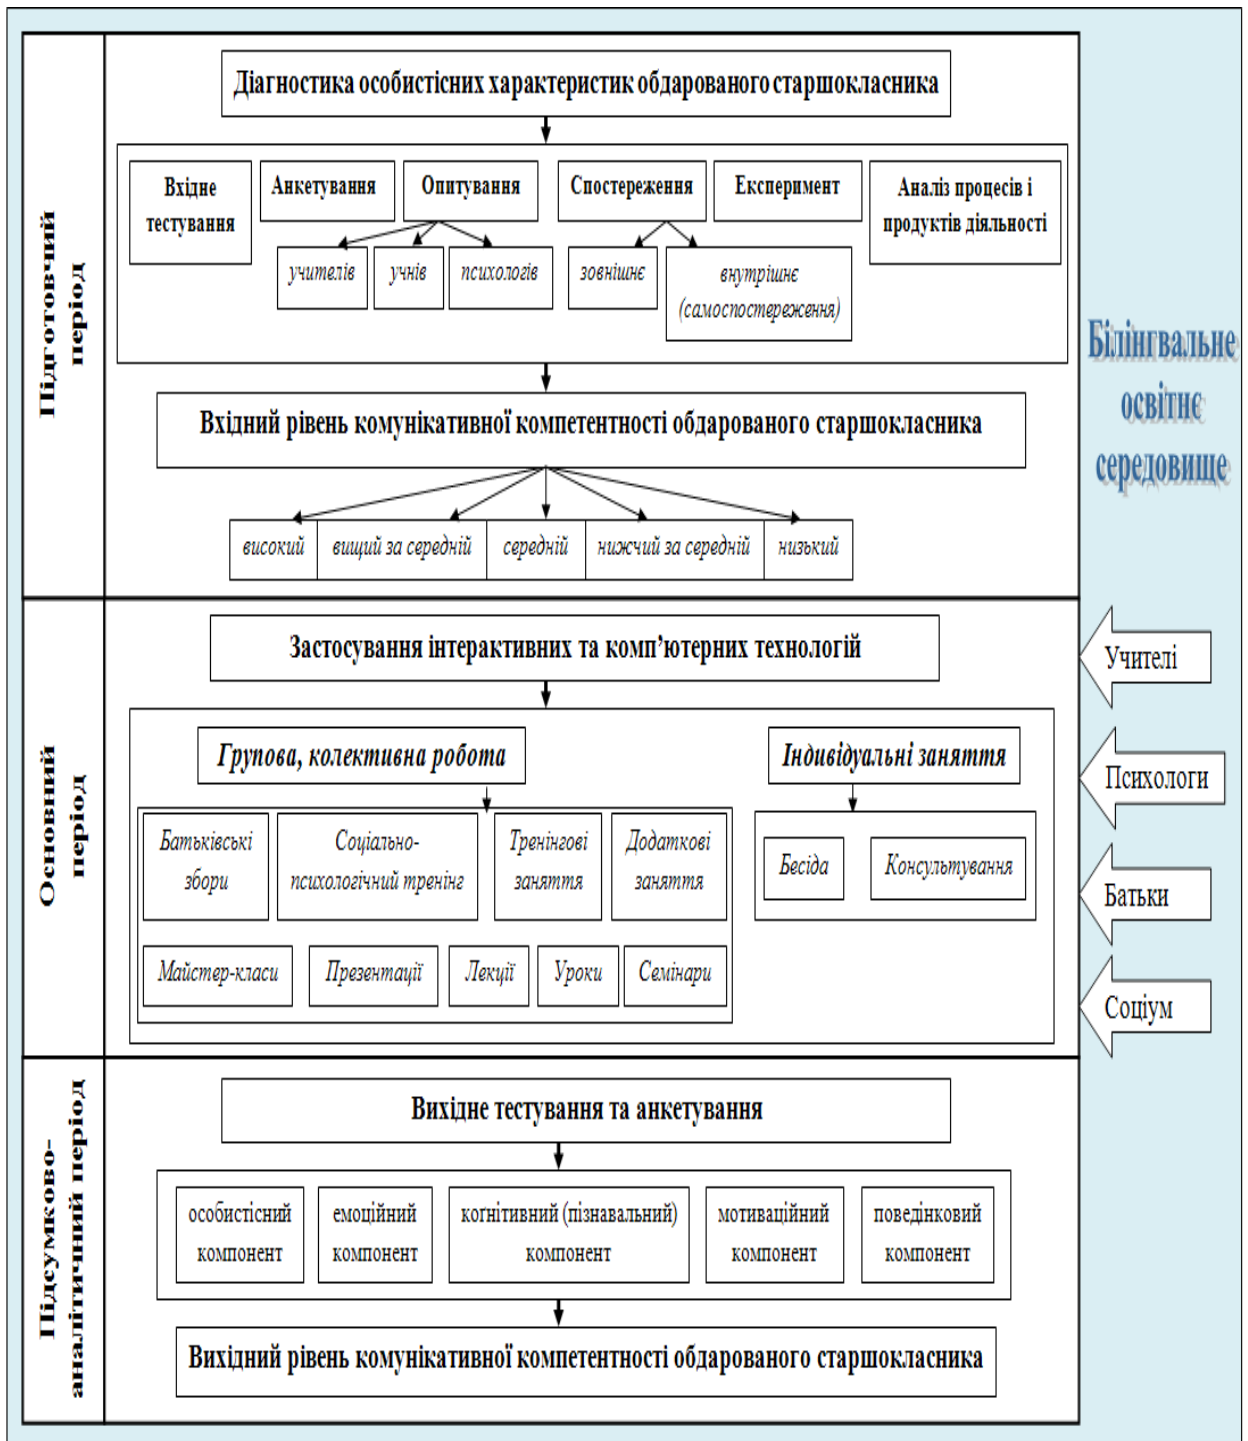 Підготовчий
період
Діагностика особистісних характеристик обдарованого старшокласника
Вхідне
тестування
Анкетування
Опитування
Спостереження
Експеримент
Аналіз процесів і
продуктів діяльності
учителів
учнів
психологів
зовнішнє
внутрішнє
(самоспостереження)
Вхідний рівень комунікативної компетентності обдарованого старшокласника
високий
вищий за середній
середній
нижчий за середній
низький
Основний
період
Застосування інтерактивних та комп’ютерних технологій
Групова, колективна робота
Індивідуальні заняття
Батьківські
збори
Соціально-
психологічний тренінг
Тренінгові
заняття
Додаткові
заняття
Бесіда
Консультування
Майстер-класи
Презентації
Лекції
Уроки
Семінари
Підсумково-
аналітичний період
Вихідне тестування та анкетування
особистісний
компонент
емоційний
компонент
когнітивний (пізнавальний)
компонент
мотиваційний
компонент
поведінковий
компонент
Вихідний рівень комунікативної компетентності обдарованого старшокласника
Білінгвальне
освітнє
середовище
Учителі
Психологи
Батьки
Соціум